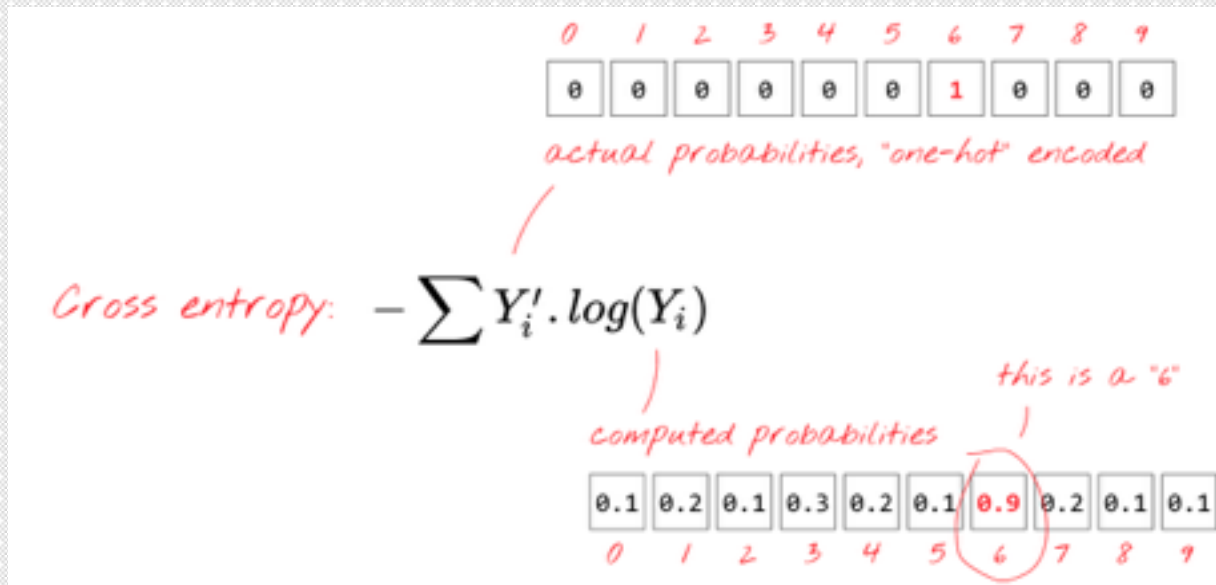 0 1 2 3 4 5 6 7 8 9
0 0 0 0 0 0 1 0 0 0
actual probabilities, "one-hot" encoded
Cross entropy: − ∑ Y′ᵢ . log(Yᵢ)
this is a "6"
computed probabilities
0.1 0.2 0.1 0.3 0.2 0.1 0.9 0.2 0.1 0.1
0 1 2 3 4 5 6 7 8 9